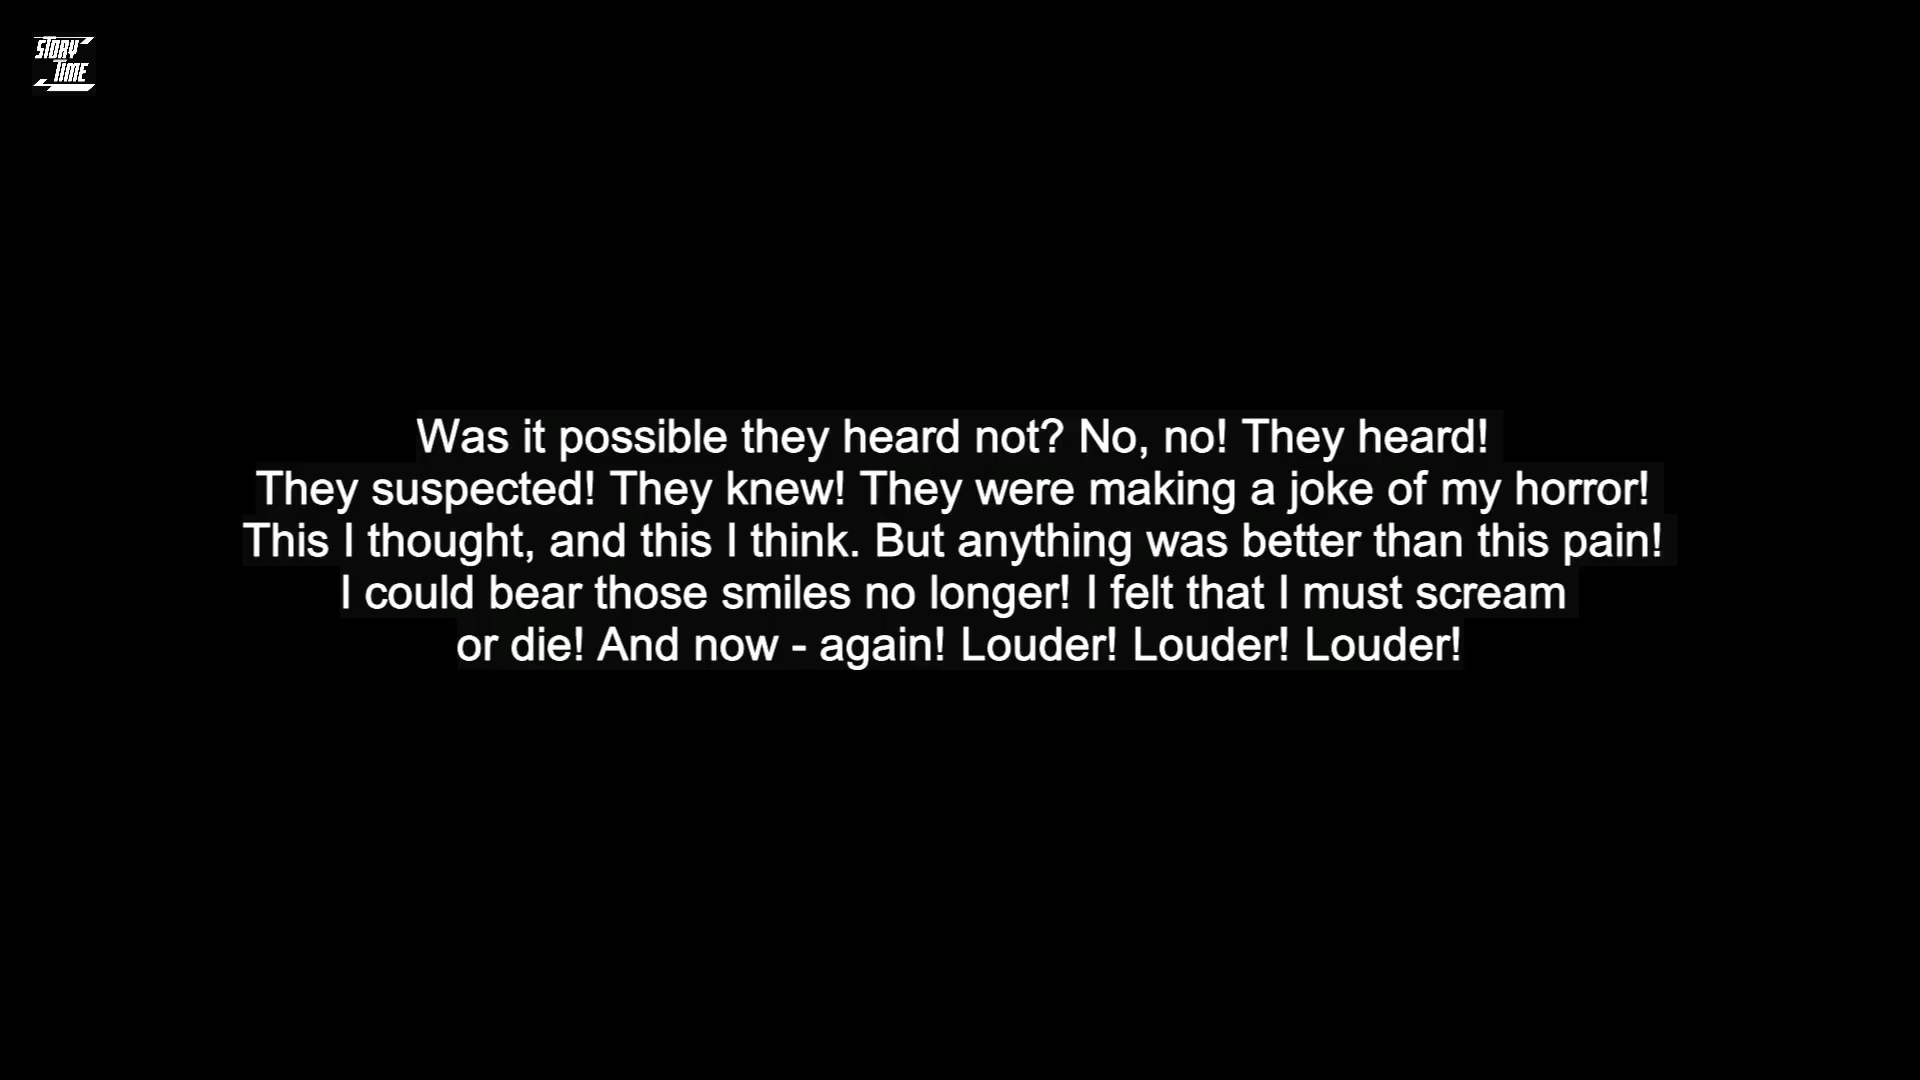 STORY
TIME
Was it possible they heard not? No, no! They heard!
They suspected! They knew! They were making a joke of my horror!
This I thought, and this I think. But anything was better than this pain!
I could bear those smiles no longer! I felt that I must scream
or die! And now - again! Louder! Louder! Louder!